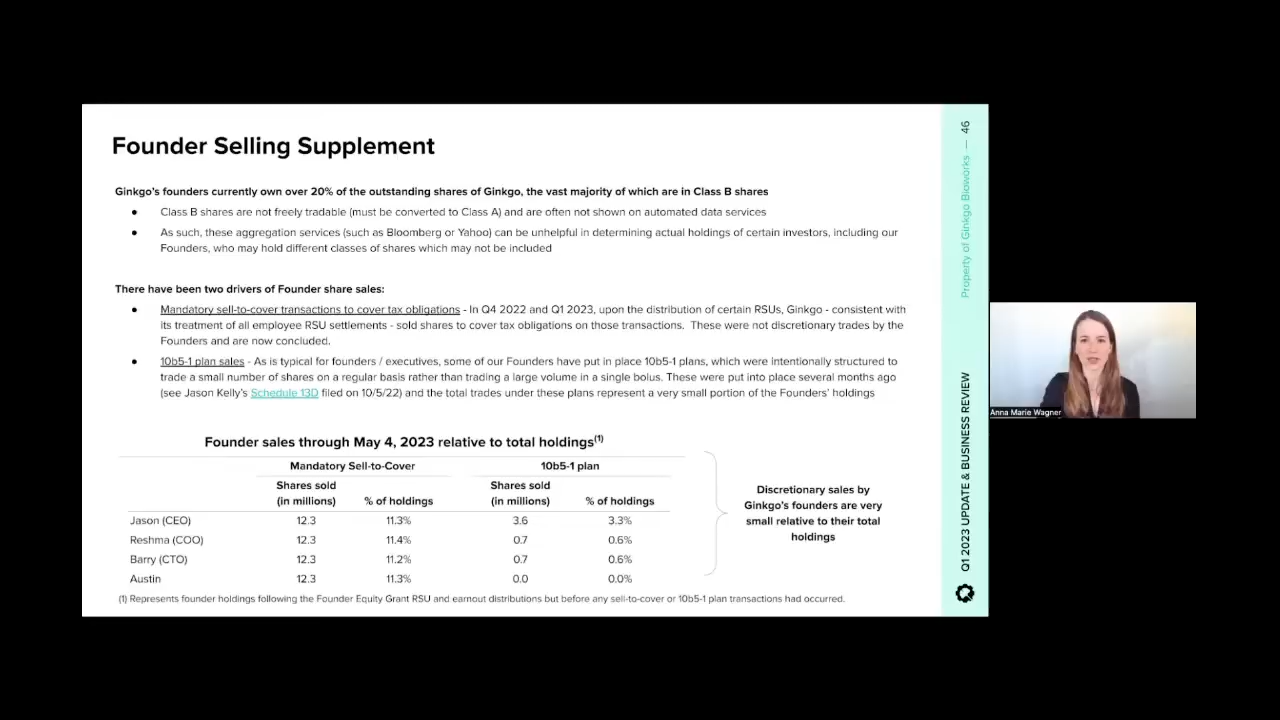 Founder Selling Supplement
Ginkgo's founders currently own over 20% of the outstanding shares of Ginkgo, the vast majority of which are in Class B shares
● Class B shares are not freely tradable (must be converted to Class A) and are often not shown on automated data services
● As such, these aggregation services (such as Bloomberg or Yahoo) can be unhelpful in determining actual holdings of certain investors, including our
Founders, who may hold different classes of shares which may not be included
There have been two drivers of Founder share sales:
● Mandatory sell-to-cover transactions to cover tax obligations - In Q4 2022 and Q1 2023, upon the distribution of certain RSUs, Ginkgo - consistent with
its treatment of all employee RSU settlements - sold shares to cover tax obligations on those transactions. These were not discretionary trades by the
Founders and are now concluded.
● 10b5-1 plan sales - As is typical for founders / executives, some of our Founders have put in place 10b5-1 plans, which were intentionally structured to
trade a small number of shares on a regular basis rather than trading a large volume in a single bolus. These were put into place several months ago
(see Jason Kelly's Schedule 13D filed on 10/5/22) and the total trades under these plans represent a very small portion of the Founders' holdings
Founder sales through May 4, 2023 relative to total holdings(1)
Mandatory Sell-to-Cover 10b5-1 plan
Shares sold Shares sold
(in millions) % of holdings (in millions) % of holdings
Jason (CEO) 12.3 11.3% 3.6 3.3%
Reshma (COO) 12.3 11.4% 0.7 0.6%
Barry (CTO) 12.3 11.2% 0.7 0.6%
Austin 12.3 11.3% 0.0 0.0%
(1) Represents founder holdings following the Founder Equity Grant RSU and earnout distributions but before any sell-to-cover or 10b5-1 plan transactions had occurred.
Discretionary sales by
Ginkgo's founders are very
small relative to their total
holdings
Q1 2023 UPDATE & BUSINESS REVIEW
Property of Ginkgo Bioworks — 46
Anna Marie Wagner